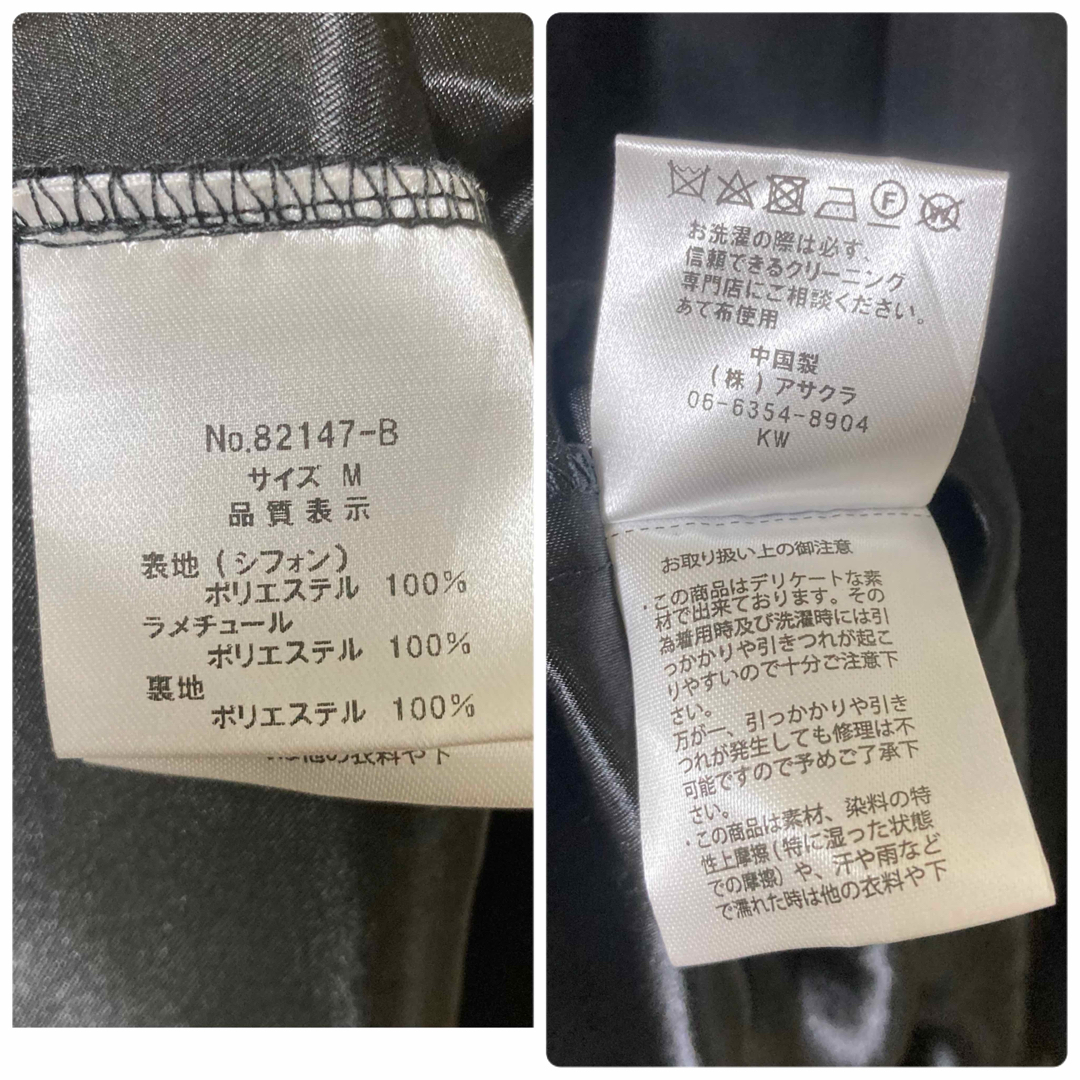 No.82147-B
サイズ M
品質表示
表地(シフォン)
ポリエステル 100%
ラメチュール
ポリエステル 100%
裏地
ポリエステル 100%
は他の衣料や下
F
W
お洗濯の際は必ず、
信頼できるクリーニング
専門店にご相談ください。
あて布使用
中国製
(株)アサクラ
06-6354-8904
KW
お取り扱い上の御注意
・この商品はデリケートな素
材で出来ております。その
為着用時及び洗濯時には引
っかかりや引きつれが起こ
りやすいので十分ご注意下
さい。
万が一、引っかかりや引き
つれが発生しても修理は不
可能ですので予めご了承下
さい。
・この商品は素材、染料の特
性上摩擦(特に湿った状態
での摩擦)や、汗や雨など
で濡れた時は他の衣料や下